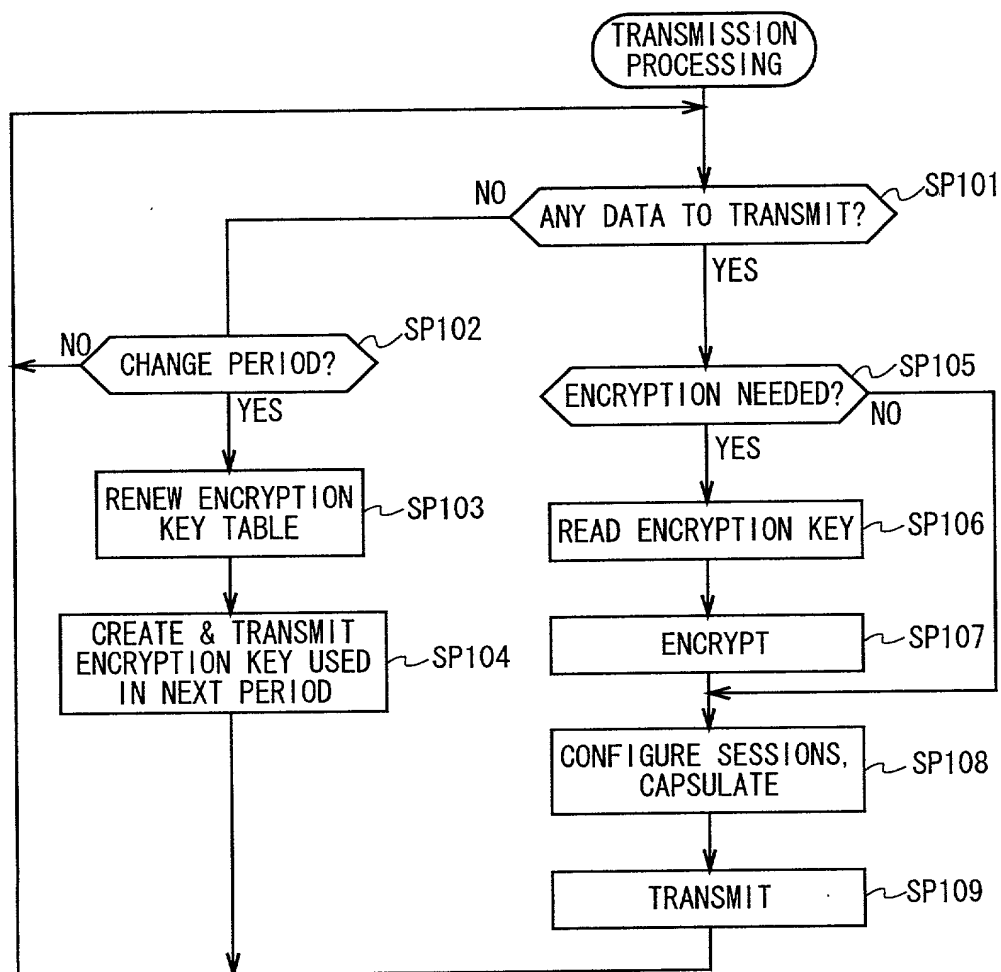 TRANSMISSION
PROCESSING
NO
ANY DATA TO TRANSMIT?
SP101
YES
NO
CHANGE PERIOD?
SP102
YES
ENCRYPTION NEEDED?
SP105
NO
YES
RENEW ENCRYPTION
KEY TABLE
SP103
READ ENCRYPTION KEY
SP106
CREATE & TRANSMIT
ENCRYPTION KEY USED
IN NEXT PERIOD
SP104
ENCRYPT
SP107
CONFIGURE SESSIONS,
CAPSULATE
SP108
TRANSMIT
SP109